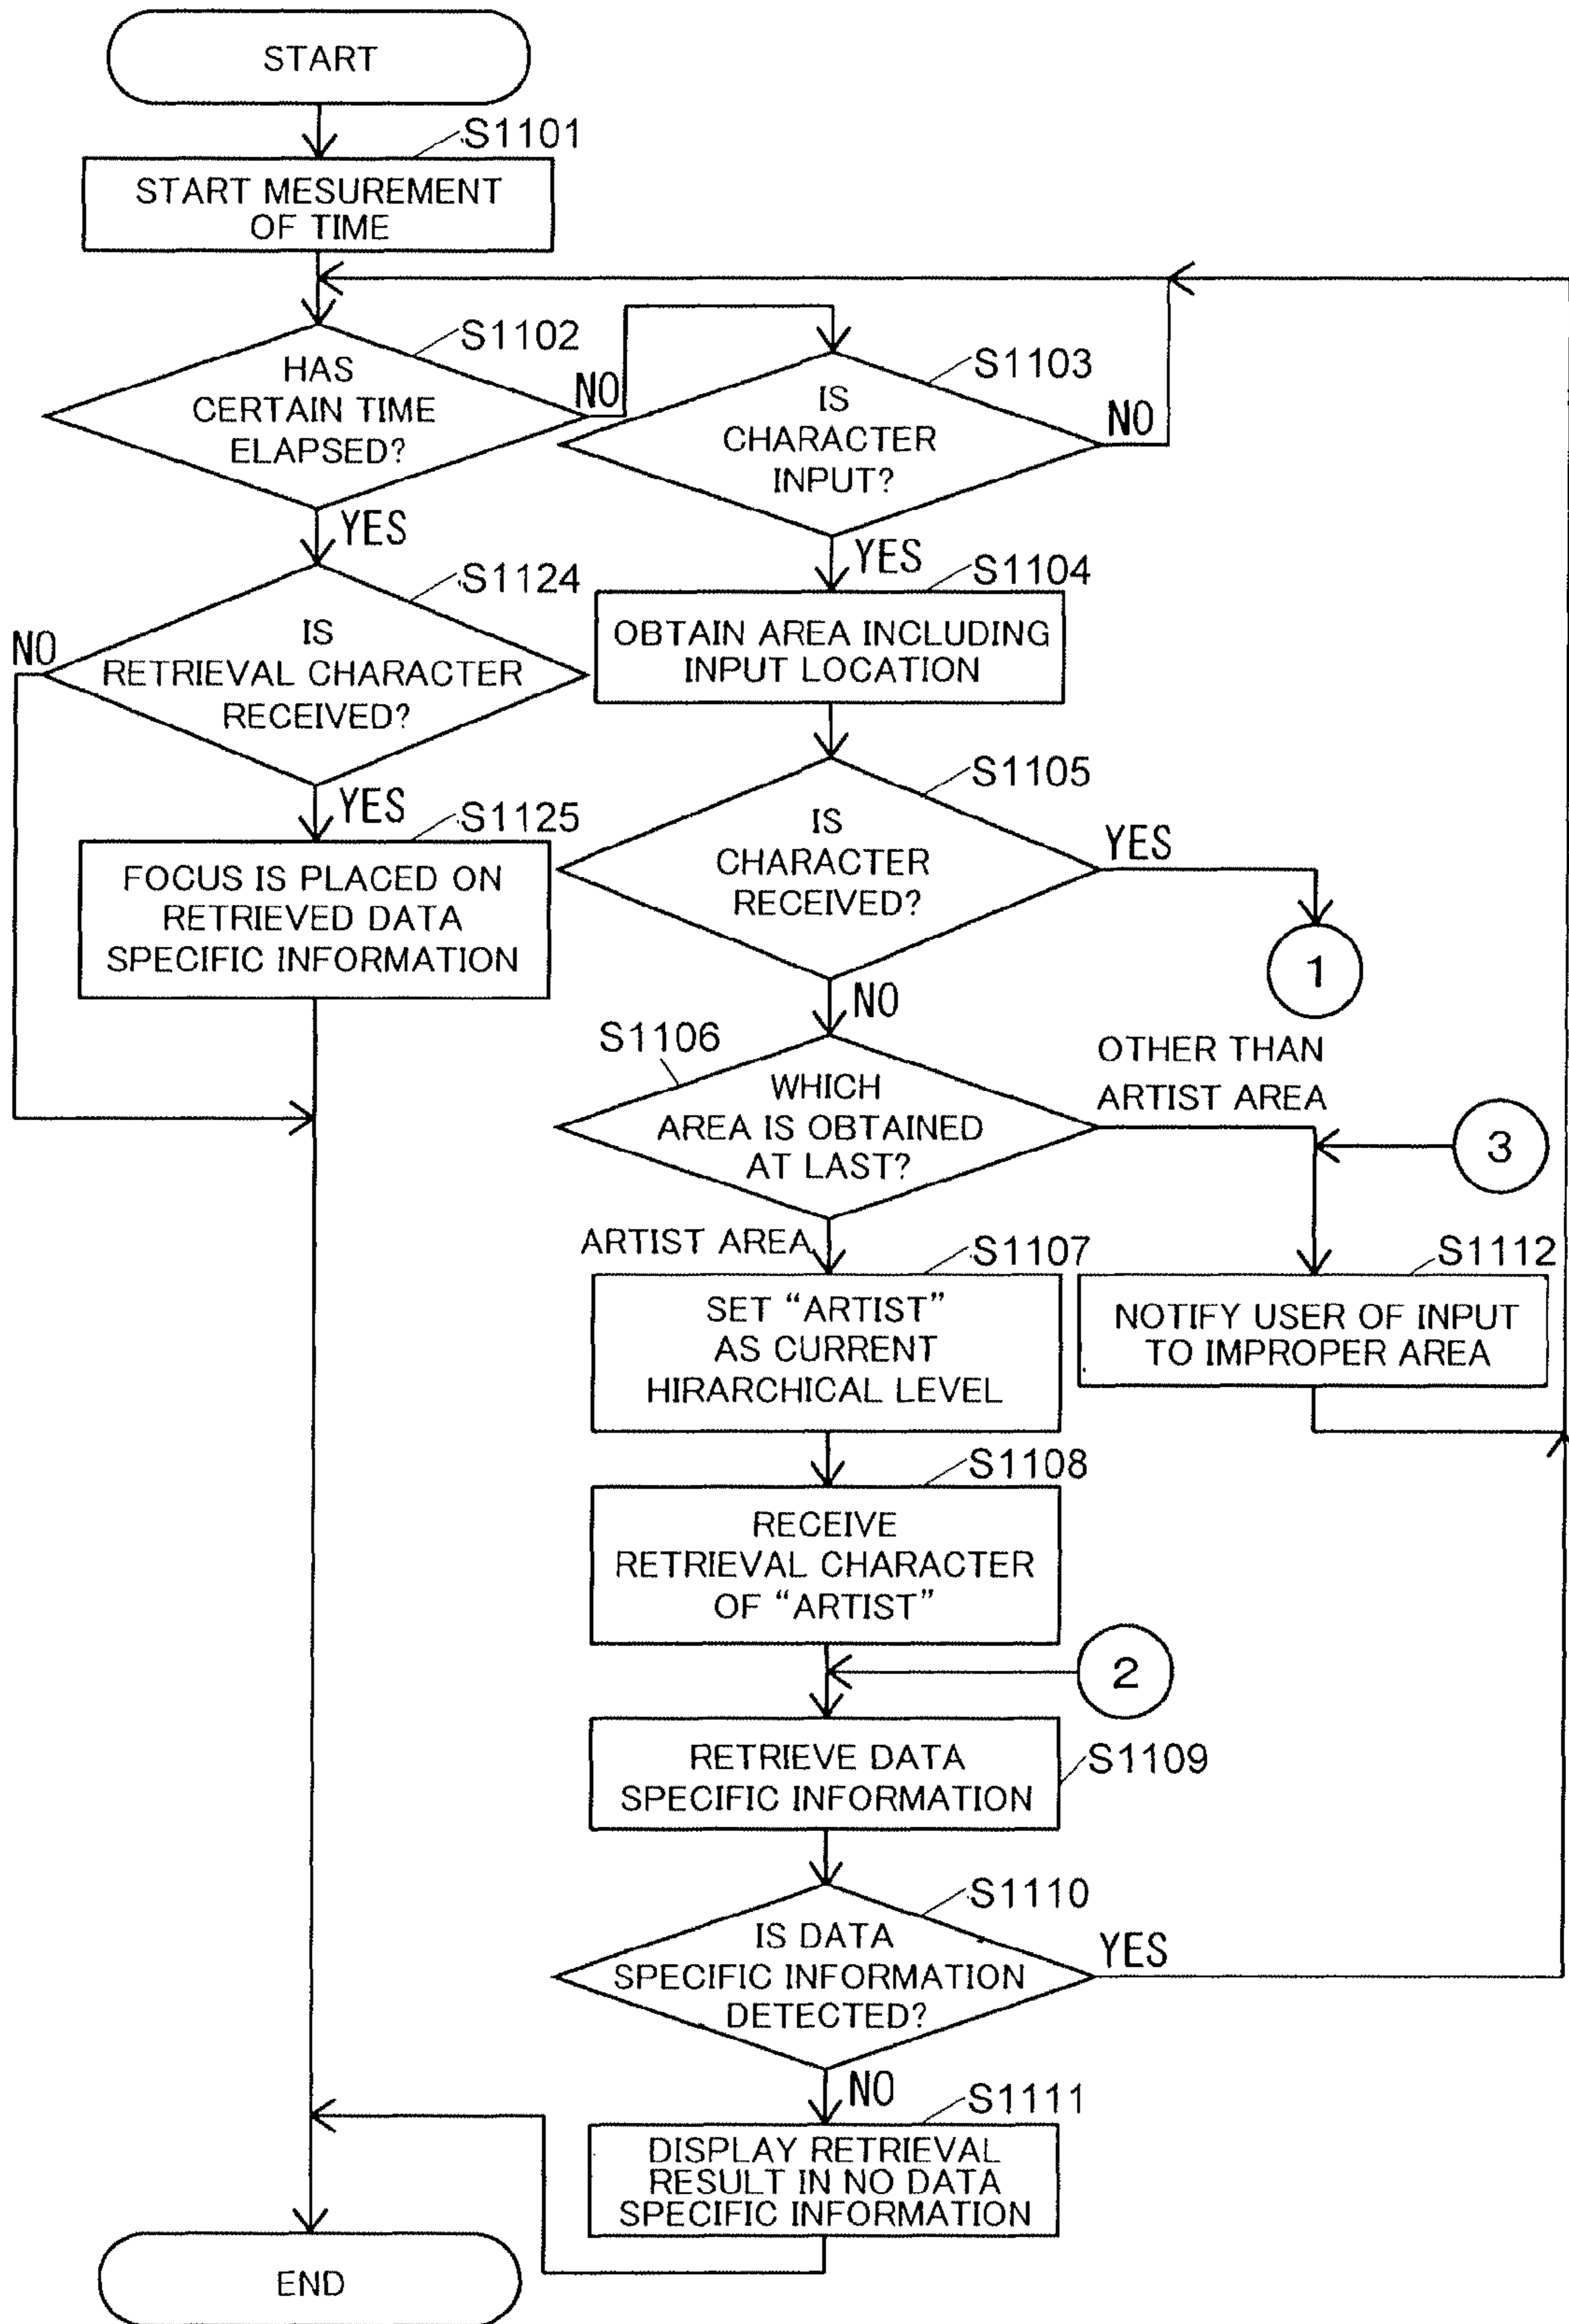 START
S1101
START MESUREMENT
OF TIME
S1102
HAS
CERTAIN TIME
ELAPSED?
NO
YES
S1103
IS
CHARACTER
INPUT?
NO
YES
S1124
IS
RETRIEVAL CHARACTER
RECEIVED?
NO
YES
S1104
OBTAIN AREA INCLUDING
INPUT LOCATION
S1125
FOCUS IS PLACED ON
RETRIEVED DATA
SPECIFIC INFORMATION
S1105
IS
CHARACTER
RECEIVED?
YES
1
NO
S1106
WHICH
AREA IS OBTAINED
AT LAST?
OTHER THAN
ARTIST AREA
3
ARTIST AREA
S1107
SET “ARTIST”
AS CURRENT
HIRARCHICAL LEVEL
S1112
NOTIFY USER OF INPUT
TO IMPROPER AREA
S1108
RECEIVE
RETRIEVAL CHARACTER
OF “ARTIST”
2
RETRIEVE DATA
SPECIFIC INFORMATION
S1109
S1110
IS DATA
SPECIFIC INFORMATION
DETECTED?
YES
NO
S1111
DISPLAY RETRIEVAL
RESULT IN NO DATA
SPECIFIC INFORMATION
END